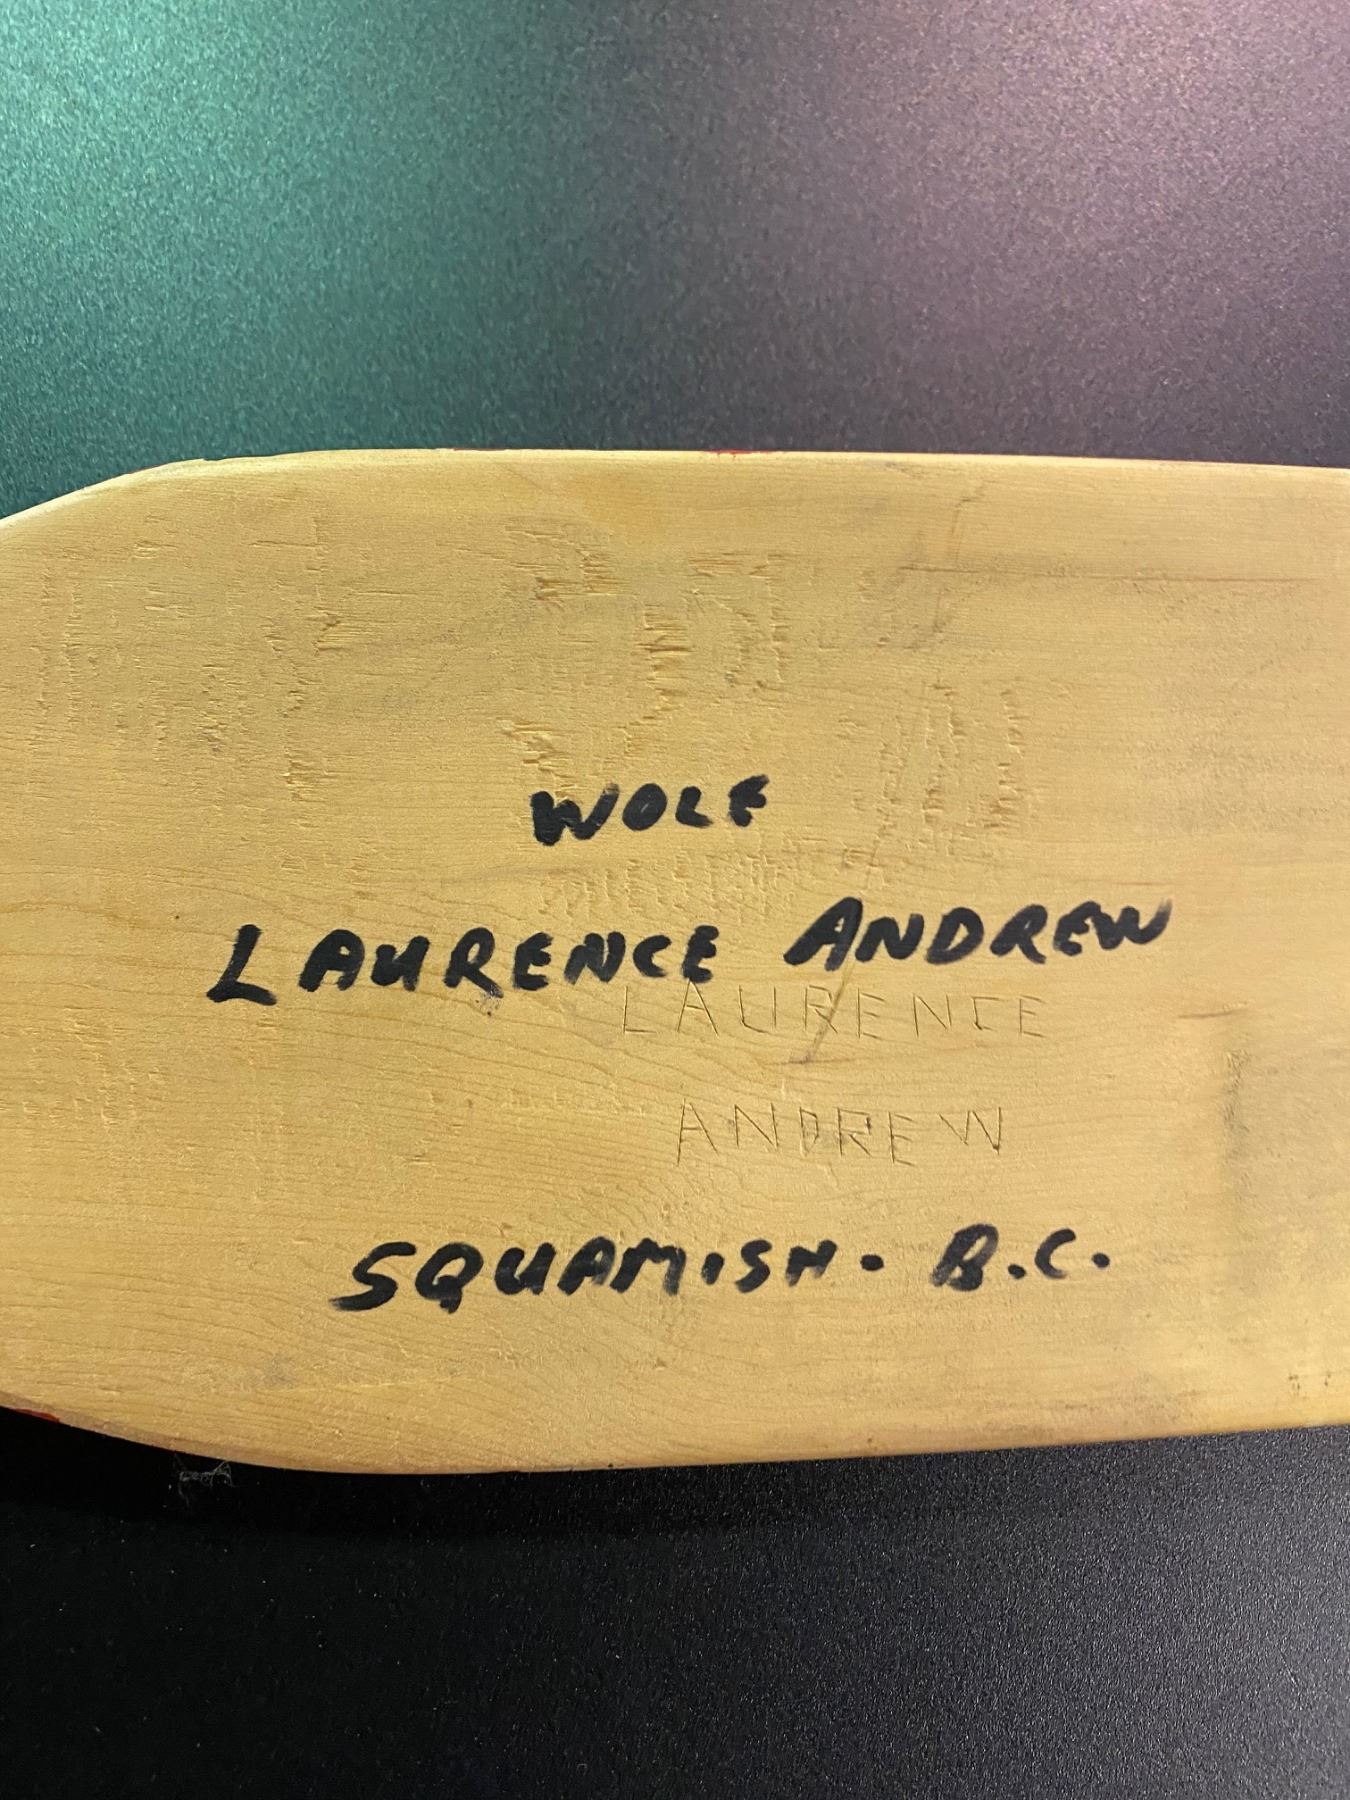 WOLF
LAURENCE ANDREW
LAURENCE
ANDREW
SQUAMISH. B.C.